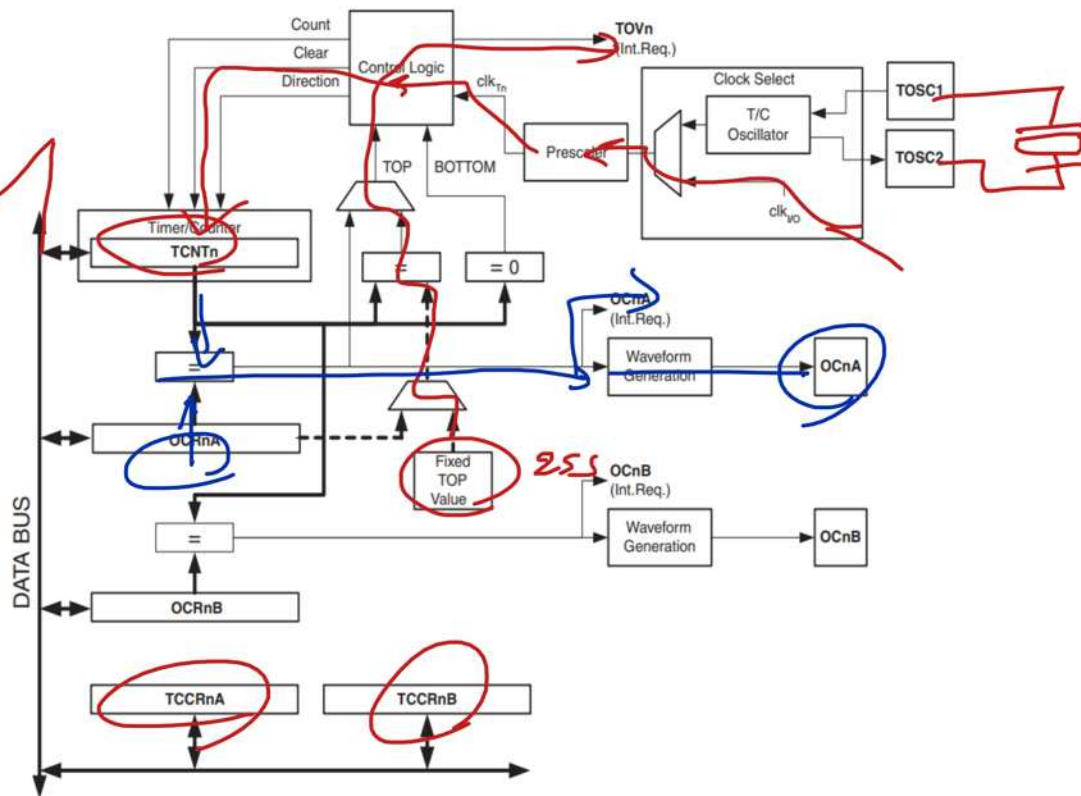 Count
Clear
Direction
Control Logic
TOVn
(Int.Req.)
clkTn
Clock Select
TOSC1
T/C
Oscillator
Prescaler
TOSC2
TOP
BOTTOM
clkI/O
Timer/Counter
TCNTn
=
= 0
OCnA
(Int.Req.)
=
Waveform
Generation
OCnA
OCRnA
Fixed
TOP
Value
255
OCnB
(Int.Req.)
=
Waveform
Generation
OCnB
DATA BUS
OCRnB
TCCRnA
TCCRnB